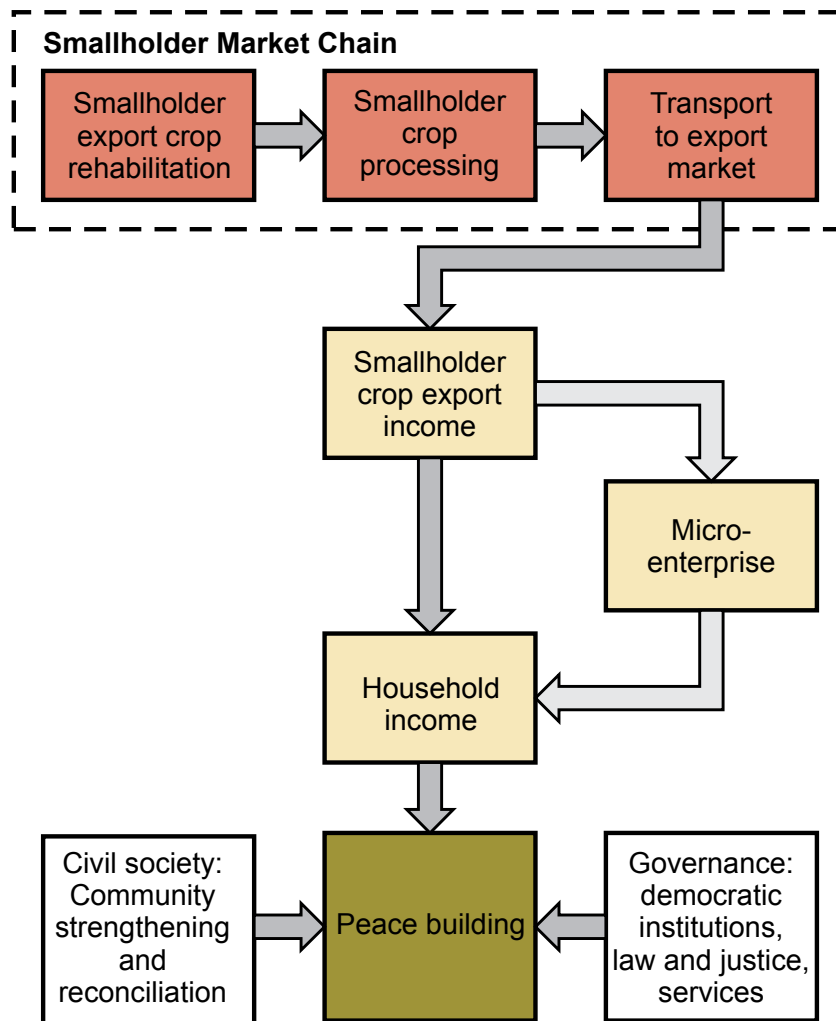 Smallholder Market Chain
Smallholder
export crop
rehabilitation
Smallholder
crop
processing
Transport
to export
market
Smallholder
crop export
income
Micro-
enterprise
Household
income
Civil society:
Community
strengthening
and
reconciliation
Peace building
Governance:
democratic
institutions,
law and justice,
services